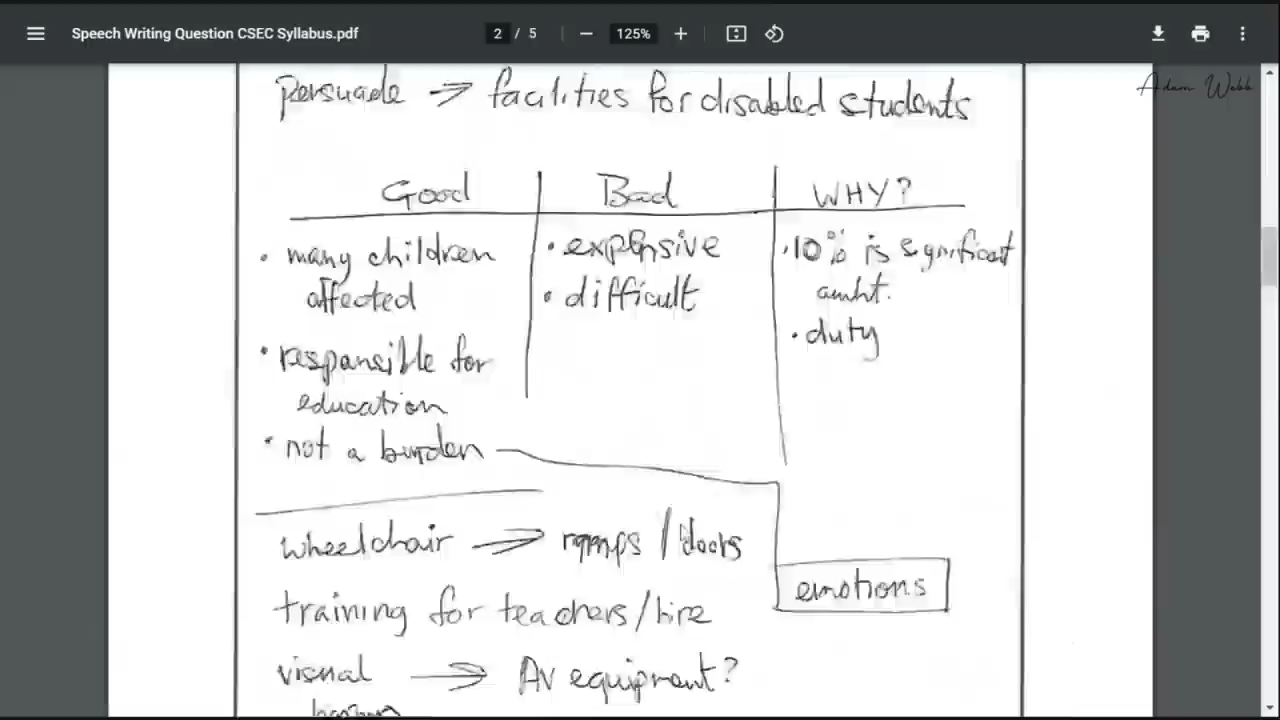 Speech Writing Question CSEC Syllabus.pdf
2 / 5
125%
Adam Webb
persuade → facilities for disabled students
Good
Bad
WHY?
• many children
affected
• responsible for
education
• not a burden
• expensive
• difficult
• 10% is significant
amnt.
• duty
emotions
wheelchair → ramps / doors
training for teachers/hire
visual → AV equipment?